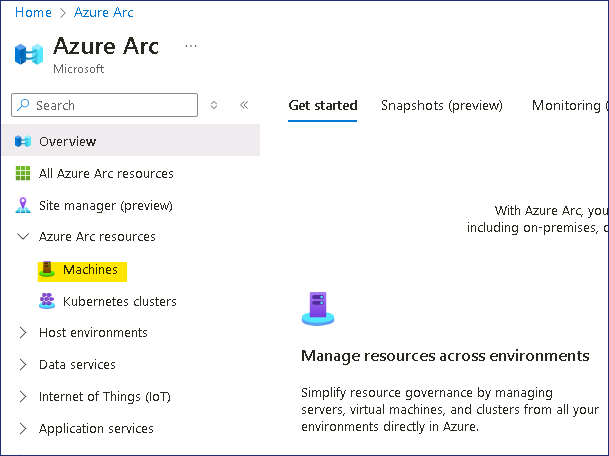 Home > Azure Arc
Azure Arc ...
Microsoft
Search
Get started Snapshots (preview) Monitoring (
Overview
All Azure Arc resources
Site manager (preview)
With Azure Arc, you
Azure Arc resources
including on-premises,
Machines
Kubernetes clusters
Host environments
Manage resources across environments
Data services
Simplify resource governance by managing
Internet of Things (IoT)
servers, virtual machines, and clusters from all your
Application services
environments directly in Azure.